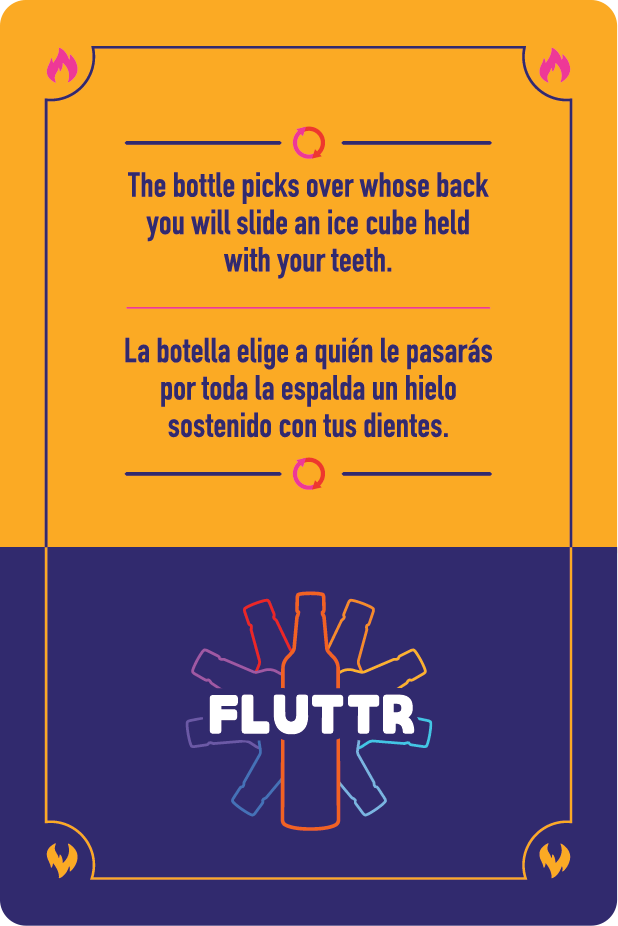 The bottle picks over whose back
you will slide an ice cube held
with your teeth.
La botella elige a quién le pasarás
por toda la espalda un hielo
sostenido con tus dientes.
FLUTTR